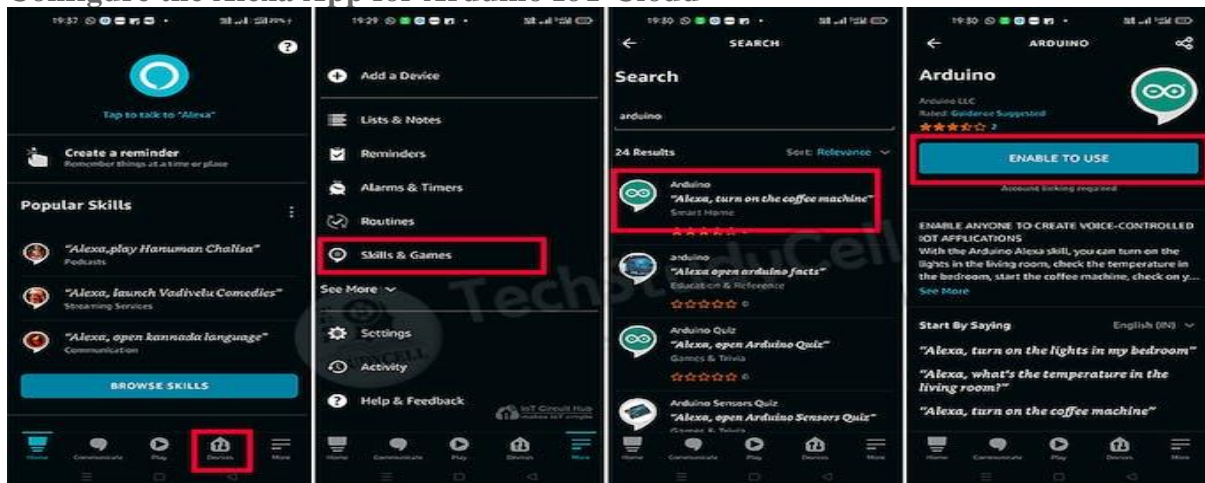 Configure the Alexa App for Arduino IoT Cloud
19:37
Tap to talk to "Alexa"
Create a reminder
Remember things at a time or place
Popular Skills
"Alexa,play Hanuman Chalisa"
Podcasts
"Alexa, launch Vadivelu Comedies"
Streaming Services
"Alexa, open kannada language"
Communication
BROWSE SKILLS
Home Communicate Play Devices More
19:29
Add a Device
Lists & Notes
Reminders
Alarms & Timers
Routines
Skills & Games
See More
Settings
Activity
Help & Feedback
IoT Circuit Hub
Home Communicate Play Devices More
19:30
SEARCH
Search
arduino
24 Results Sort: Relevance
Arduino
"Alexa, turn on the coffee machine"
Smart Home
arduino
"Alexa open arduino facts"
Education & Reference
0
Arduino Quiz
"Alexa, open Arduino Quiz"
Games & Trivia
0
Arduino Sensors Quiz
"Alexa, open Arduino Sensors Quiz"
Games & Trivia
Home Communicate Play Devices More
19:30
ARDUINO
Arduino
Arduino LLC
Rated: Guidance Suggested
2
ENABLE TO USE
Account linking required
ENABLE ANYONE TO CREATE VOICE-CONTROLLED
IOT APPLICATIONS
With the Arduino Alexa skill, you can turn on the
lights in the living room, check the temperature in
the bedroom, start the coffee machine, check on y...
See More
Start By Saying English (IN)
"Alexa, turn on the lights in my bedroom"
"Alexa, what's the temperature in the
living room?"
"Alexa, turn on the coffee machine"
Home Communicate Play Devices More
TechStudyCell